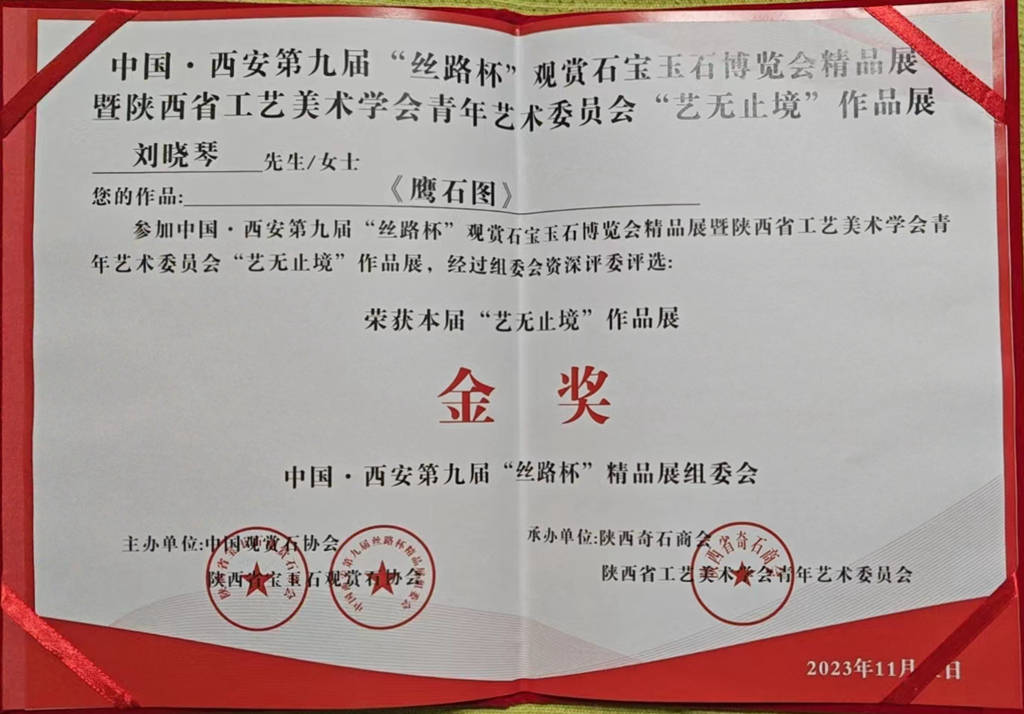 中国·西安第九届“丝路杯”观赏石宝玉石博览会精品展
暨陕西省工艺美术学会青年艺术委员会“艺无止境”作品展
刘晓琴 先生/女士
您的作品:《鹰石图》
参加中国·西安第九届“丝路杯”观赏石宝玉石博览会精品展暨陕西省工艺美术学会青
年艺术委员会“艺无止境”作品展，经过组委会资深评委评选:
荣获本届“艺无止境”作品展
金 奖
中国·西安第九届“丝路杯”精品展组委会
主办单位:中国观赏石协会
陕西省宝玉石观赏石协会
承办单位:陕西奇石商会
陕西省工艺美术学会青年艺术委员会
陕西省奇石商会
2023年11月 日